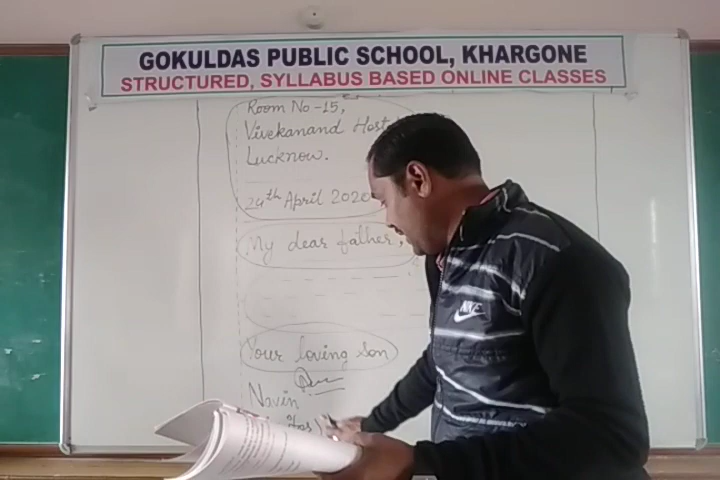 GOKULDAS PUBLIC SCHOOL, KHARGONE
STRUCTURED, SYLLABUS BASED ONLINE CLASSES
Room No-15,
Vivekanand
Lucknow.
24th April 2020
My dear father,
Your loving son
Navin
NIKE